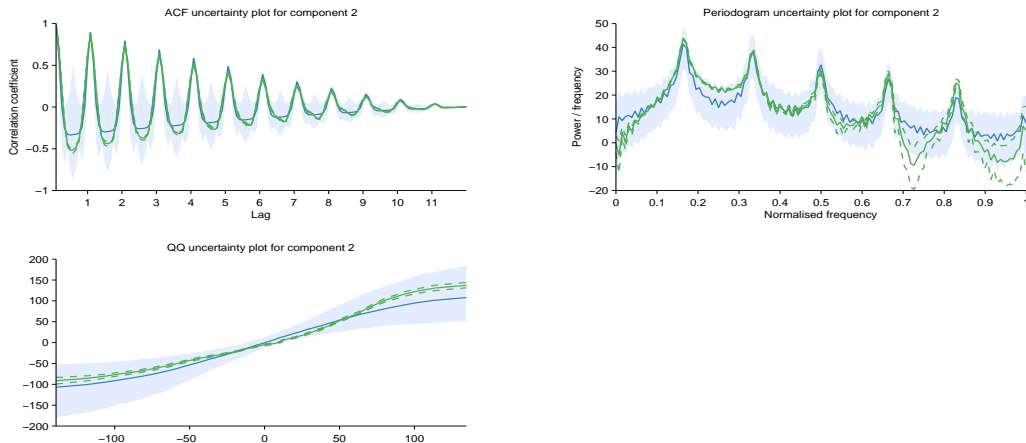 ACF uncertainty plot for component 2
1
0.5
0
−0.5
−1
Correlation coefficient
1 2 3 4 5 6 7 8 9 10 11
Lag
Periodogram uncertainty plot for component 2
50
40
30
20
10
0
−10
−20
Power / frequency
0 0.1 0.2 0.3 0.4 0.5 0.6 0.7 0.8 0.9 1
Normalised frequency
QQ uncertainty plot for component 2
200
150
100
50
0
−50
−100
−150
−200
−100 −50 0 50 100